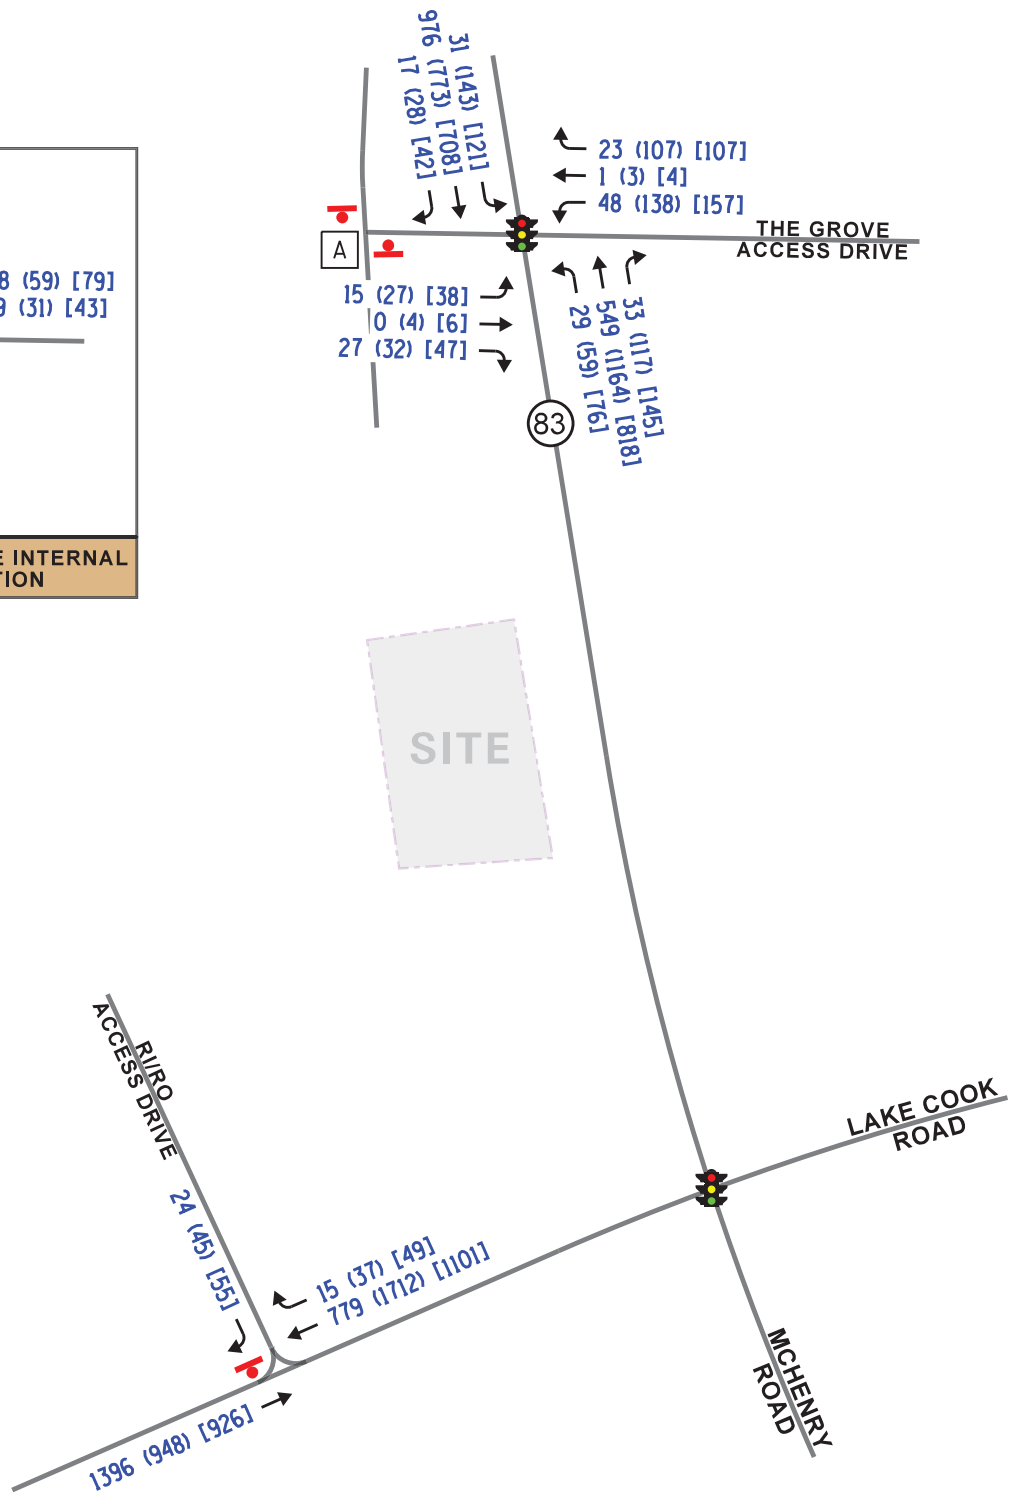 31 (143) [121]
976 (773) [708]
17 (28) [42]
23 (107) [107]
1 (3) [4]
48 (138) [157]
THE GROVE
ACCESS DRIVE
A
15 (27) [38]
0 (4) [6]
27 (32) [47]
33 (117) [145]
549 (1164) [818]
29 (59) [76]
83
(59) [79]
(31) [43]
INTERNAL
SITE
RI/RO
ACCESS DRIVE
24 (45) [55]
15 (37) [49]
779 (1712) [1101]
1396 (948) [926]
LAKE COOK
ROAD
MCHENRY
ROAD